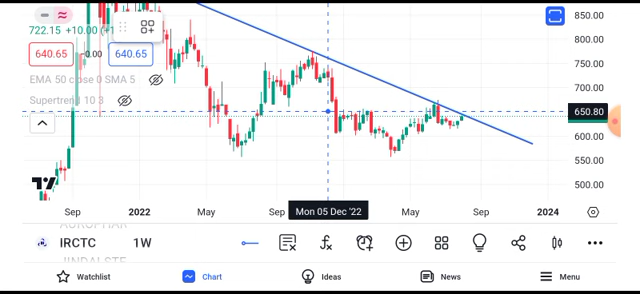 722.15 +10.00 (+1
640.65 0.00 640.65
EMA 50 close 0 SMA 5
Supertrend 10 3
850.00
800.00
750.00
700.00
650.80
600.00
550.00
500.00
Sep 2022 May Sep Mon 05 Dec '22 May Sep 2024
IRCTC 1W
Watchlist Chart Ideas News Menu